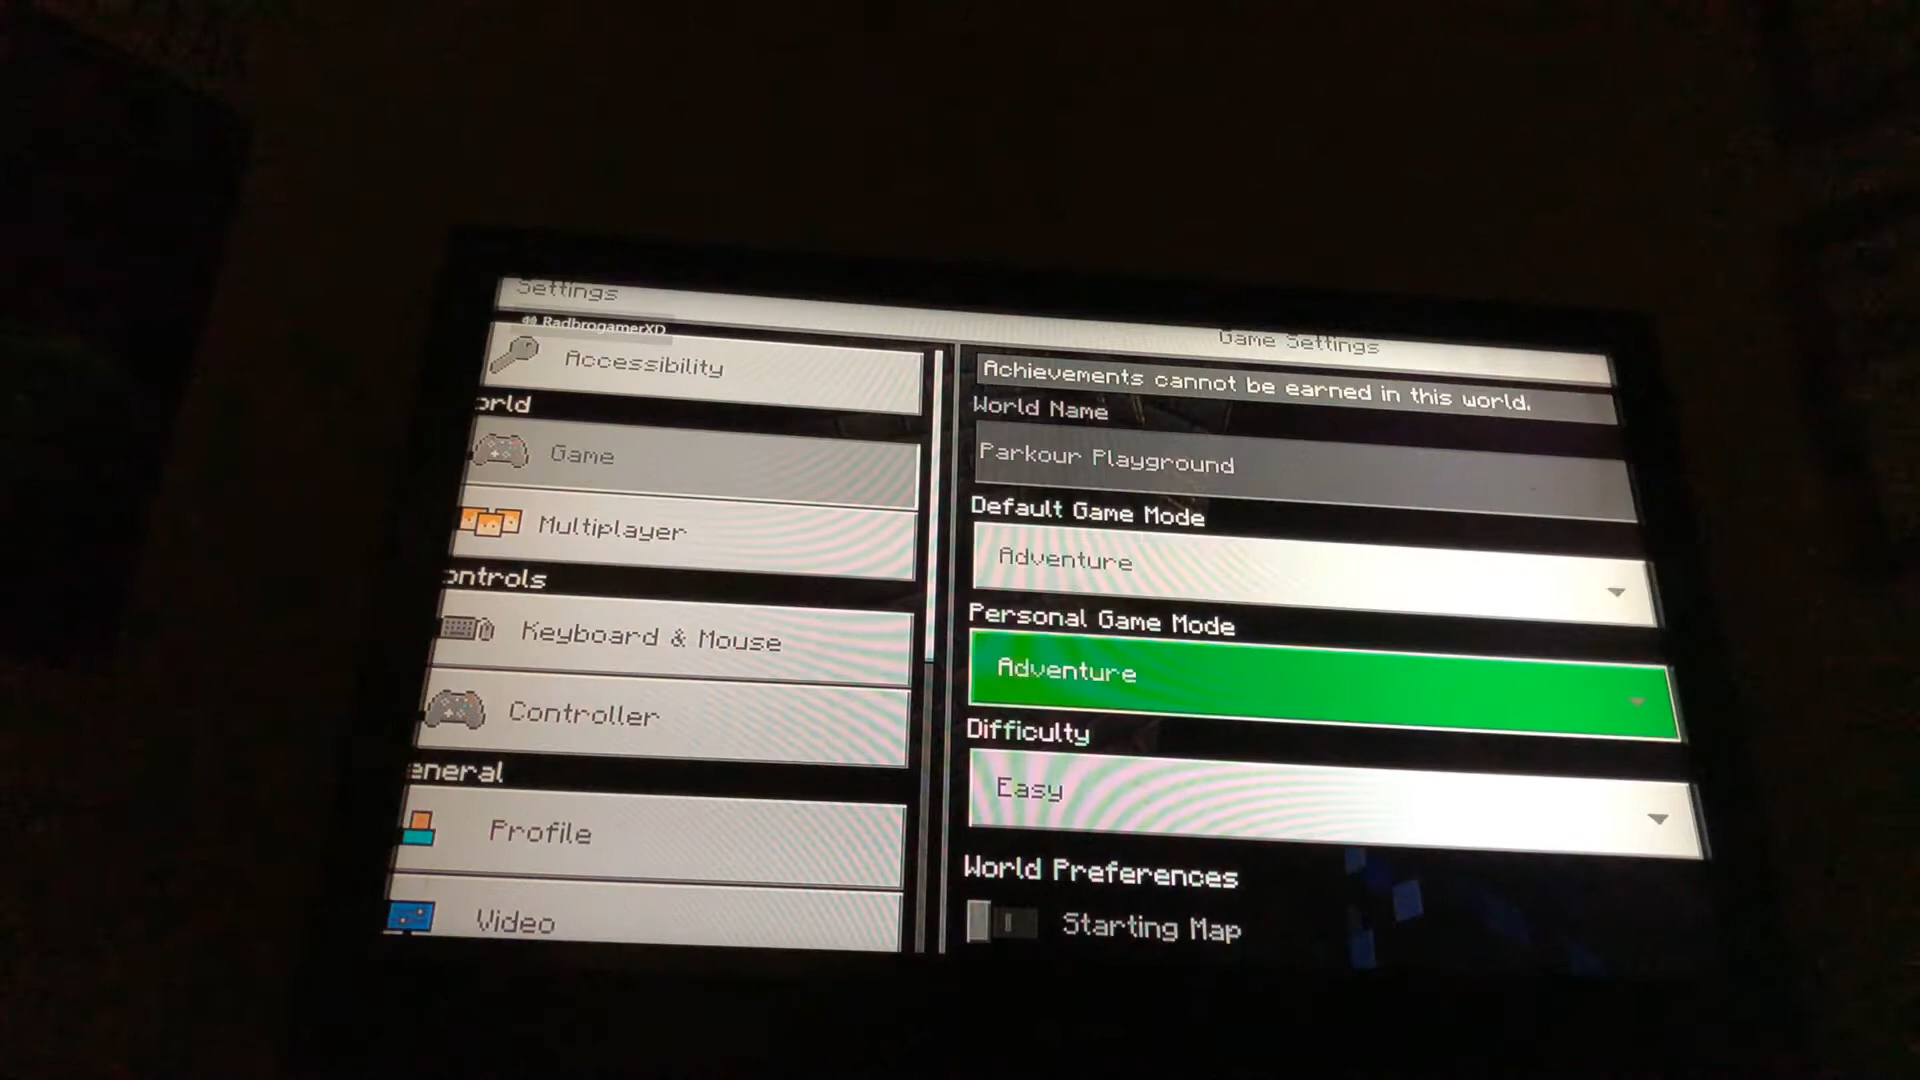 Settings
RadbrogamerXD
Accessibility
orld
Game
Multiplayer
ontrols
Keyboard & Mouse
Controller
eneral
Profile
Video
Game Settings
Achievements cannot be earned in this world.
World Name
Parkour Playground
Default Game Mode
Adventure
Personal Game Mode
Adventure
Difficulty
Easy
World Preferences
Starting Map